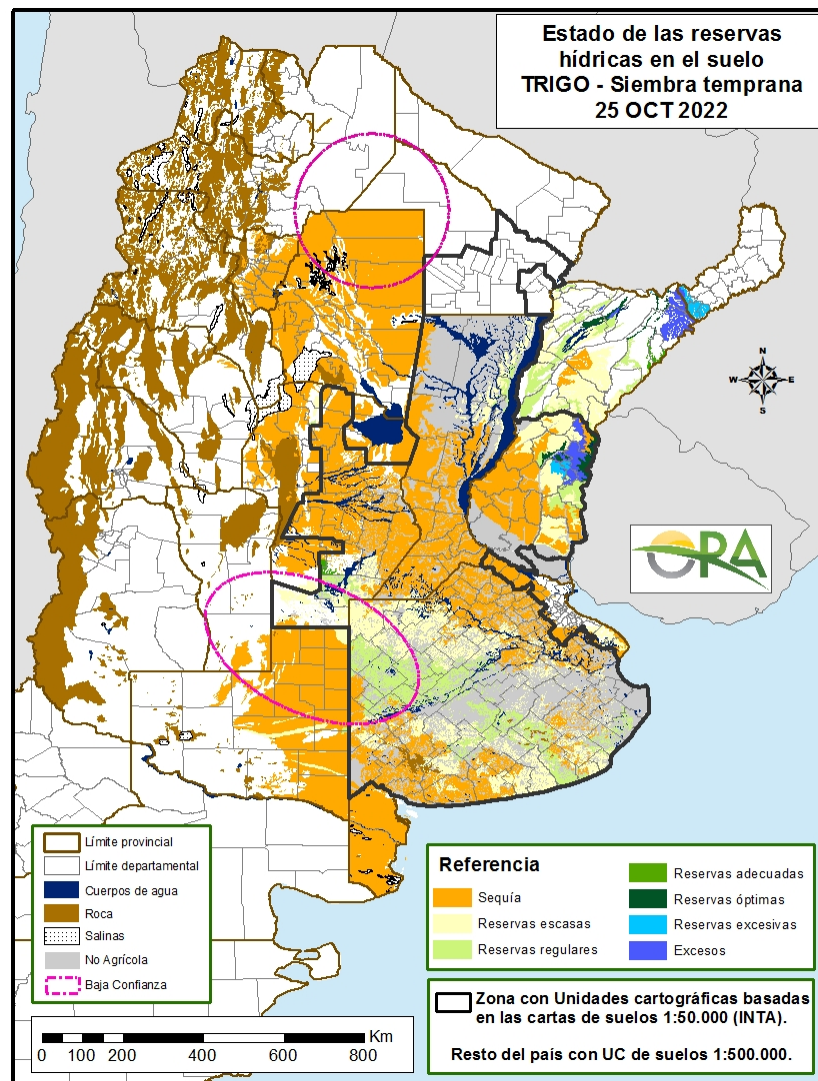 Estado de las reservas
hídricas en el suelo
TRIGO - Siembra temprana
25 OCT 2022
N
W E
S
ORA
Límite provincial
Límite departamental
Cuerpos de agua
Roca
Salinas
No Agrícola
Baja Confianza
Referencia
Sequía
Reservas escasas
Reservas regulares
Reservas adecuadas
Reservas óptimas
Reservas excesivas
Excesos
Zona con Unidades cartográficas basadas
en las cartas de suelos 1:50.000 (INTA).
Resto del país con UC de suelos 1:500.000.
Km
0 100 200 400 600 800